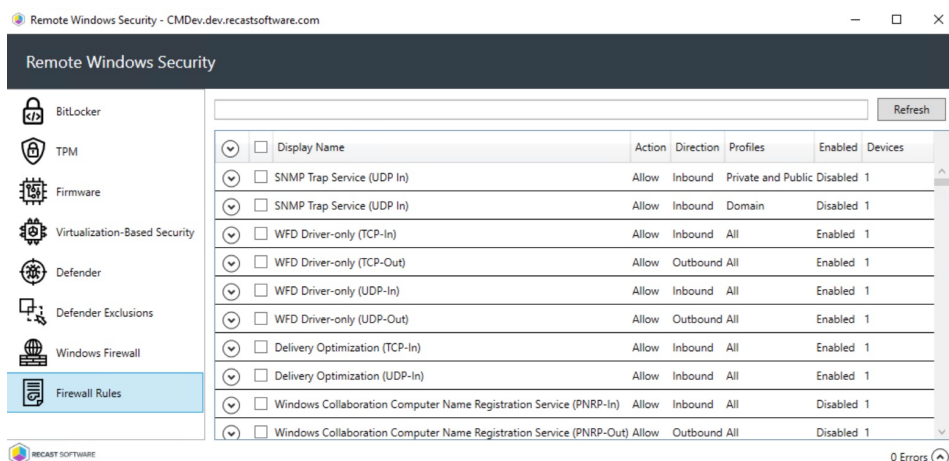 Remote Windows Security - CMDev.dev.recastsoftware.com
Remote Windows Security
BitLocker
TPM
Firmware
Virtualization-Based Security
Defender
Defender Exclusions
Windows Firewall
Firewall Rules
Refresh
Display Name Action Direction Profiles Enabled Devices
SNMP Trap Service (UDP In) Allow Inbound Private and Public Disabled 1
SNMP Trap Service (UDP In) Allow Inbound Domain Disabled 1
WFD Driver-only (TCP-In) Allow Inbound All Enabled 1
WFD Driver-only (TCP-Out) Allow Outbound All Enabled 1
WFD Driver-only (UDP-In) Allow Inbound All Enabled 1
WFD Driver-only (UDP-Out) Allow Outbound All Enabled 1
Delivery Optimization (TCP-In) Allow Inbound All Enabled 1
Delivery Optimization (UDP-In) Allow Inbound All Enabled 1
Windows Collaboration Computer Name Registration Service (PNRP-In) Allow Inbound All Disabled 1
Windows Collaboration Computer Name Registration Service (PNRP-Out) Allow Outbound All Disabled 1
RECAST SOFTWARE
0 Errors